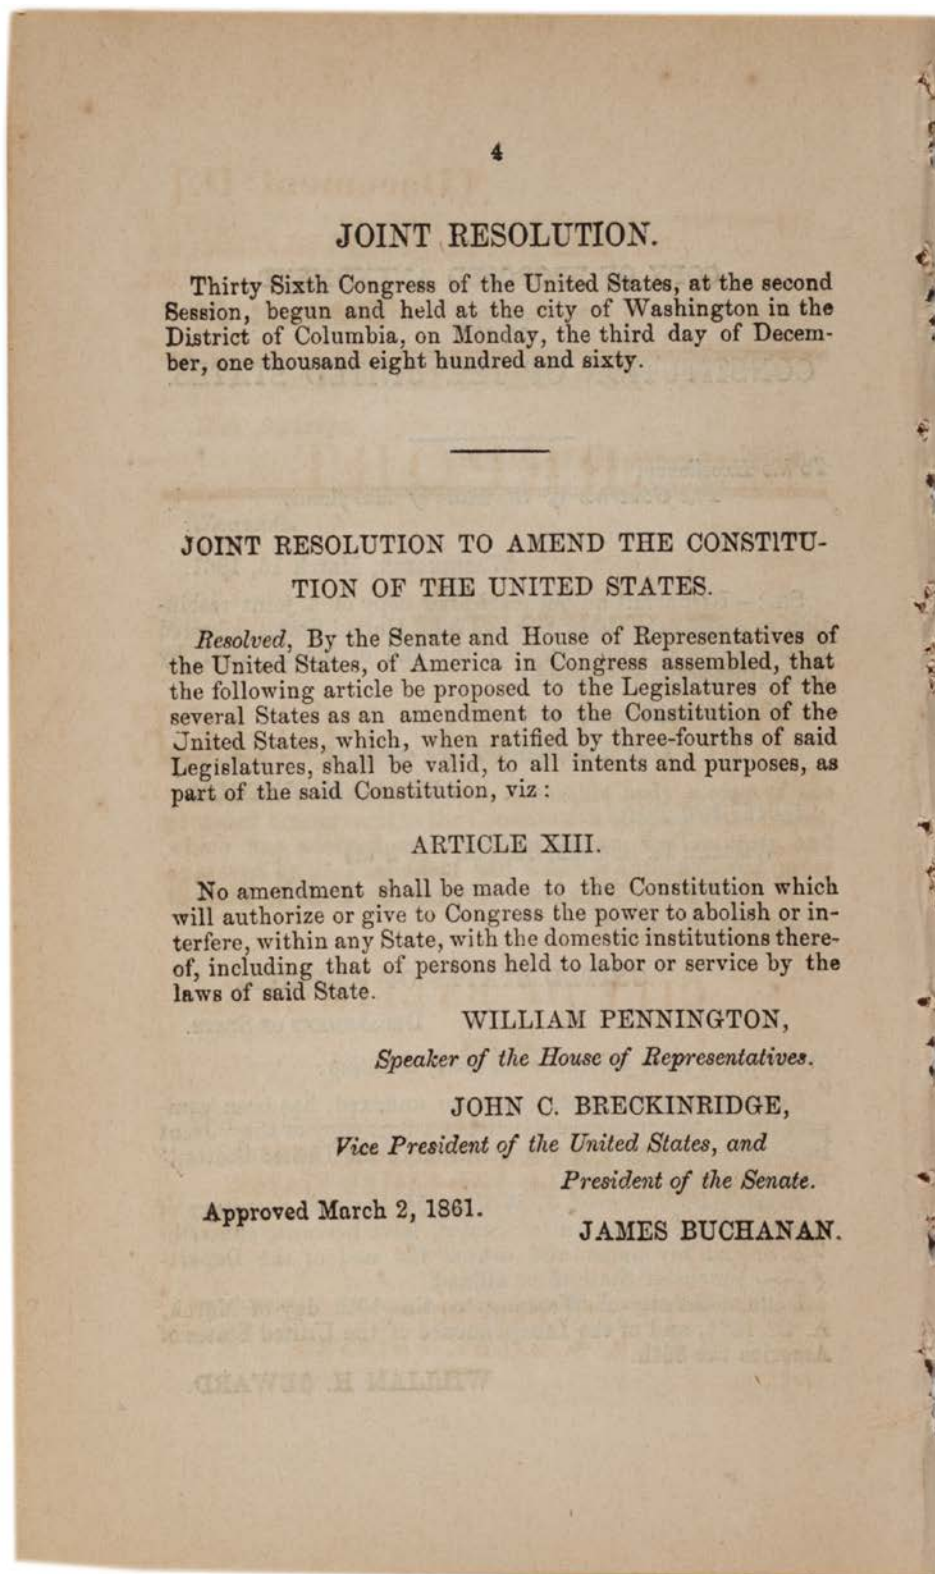 4
JOINT RESOLUTION.
Thirty Sixth Congress of the United States, at the second
Session, begun and held at the city of Washington in the
District of Columbia, on Monday, the third day of Decem-
ber, one thousand eight hundred and sixty.
JOINT RESOLUTION TO AMEND THE CONSTITU-
TION OF THE UNITED STATES.
Resolved, By the Senate and House of Representatives of
the United States, of America in Congress assembled, that
the following article be proposed to the Legislatures of the
several States as an amendment to the Constitution of the
United States, which, when ratified by three-fourths of said
Legislatures, shall be valid, to all intents and purposes, as
part of the said Constitution, viz :
ARTICLE XIII.
No amendment shall be made to the Constitution which
will authorize or give to Congress the power to abolish or in-
terfere, within any State, with the domestic institutions there-
of, including that of persons held to labor or service by the
laws of said State.
WILLIAM PENNINGTON,
Speaker of the House of Representatives.
JOHN C. BRECKINRIDGE,
Vice President of the United States, and
President of the Senate.
Approved March 2, 1861.
JAMES BUCHANAN.